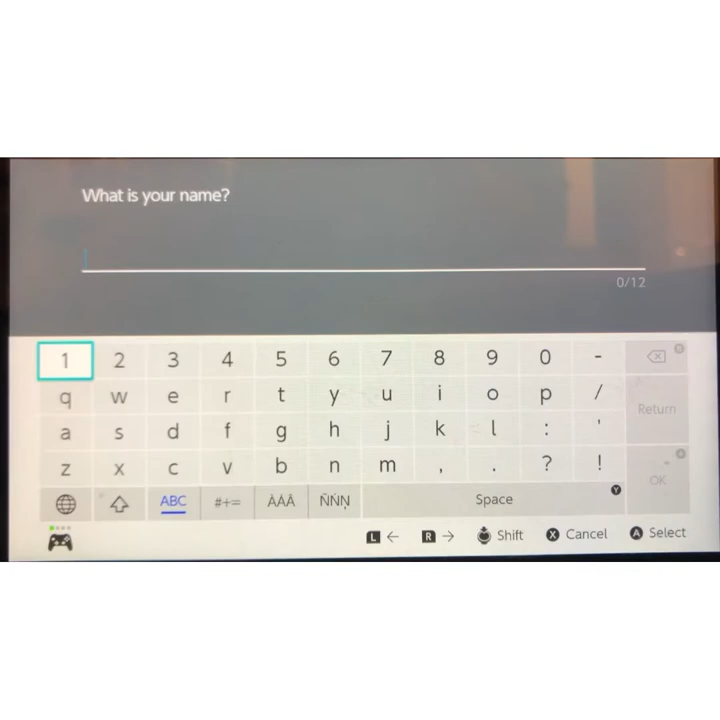 What is your name?
0/12
1 2 3 4 5 6 7 8 9 0 -
q w e r t y u i o p / Return
a s d f g h j k l : '
z x c v b n m , . ? ! OK
ABC #+= ÀÁÂ ÑŃŅ Space Y
L ← R → Shift X Cancel A Select